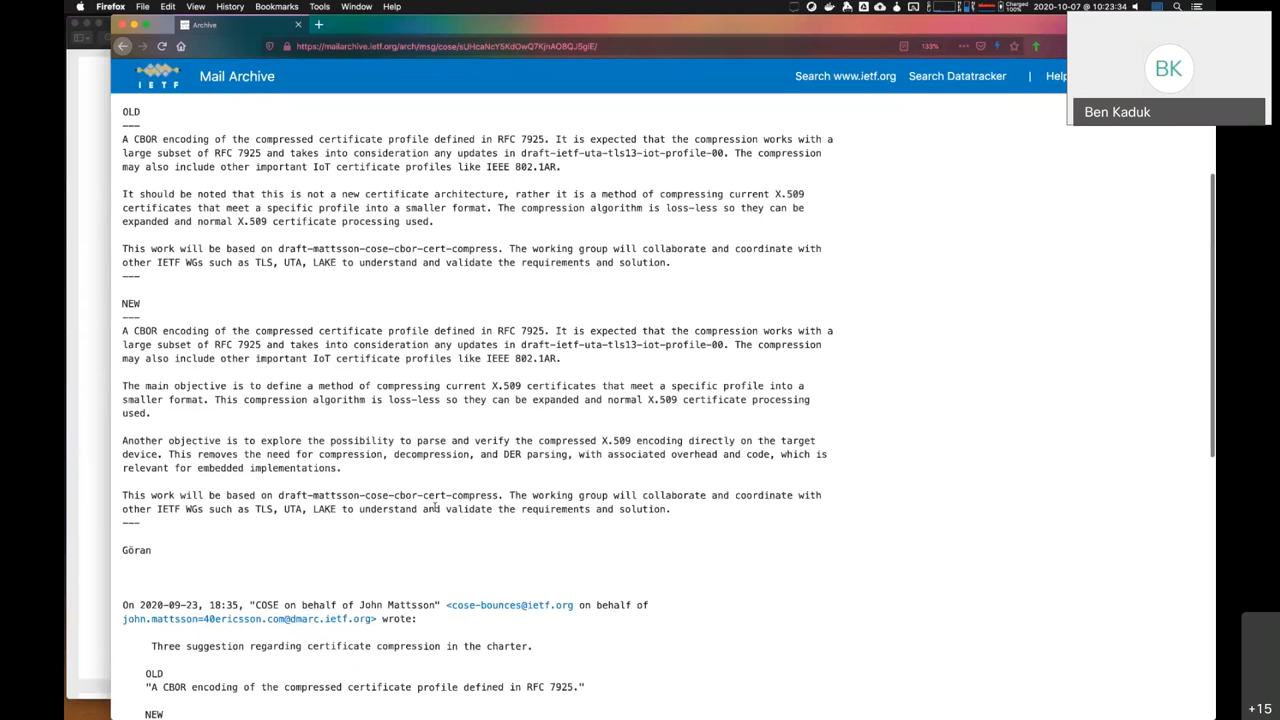 Firefox File Edit View History Bookmarks Tools Window Help
Charged 100% 2020-10-07 10:23:34
Archive
https://mailarchive.ietf.org/arch/msg/cose/sUHcaNcY5KdOwQ7KjnAO8QJ5giE/
133%
IETF Mail Archive
Search www.ietf.org Search Datatracker | Help
BK
Ben Kaduk
OLD
---
A CBOR encoding of the compressed certificate profile defined in RFC 7925. It is expected that the compression works with a
large subset of RFC 7925 and takes into consideration any updates in draft-ietf-uta-tls13-iot-profile-00. The compression
may also include other important IoT certificate profiles like IEEE 802.1AR.
It should be noted that this is not a new certificate architecture, rather it is a method of compressing current X.509
certificates that meet a specific profile into a smaller format. The compression algorithm is loss-less so they can be
expanded and normal X.509 certificate processing used.
This work will be based on draft-mattsson-cose-cbor-cert-compress. The working group will collaborate and coordinate with
other IETF WGs such as TLS, UTA, LAKE to understand and validate the requirements and solution.
---
NEW
---
A CBOR encoding of the compressed certificate profile defined in RFC 7925. It is expected that the compression works with a
large subset of RFC 7925 and takes into consideration any updates in draft-ietf-uta-tls13-iot-profile-00. The compression
may also include other important IoT certificate profiles like IEEE 802.1AR.
The main objective is to define a method of compressing current X.509 certificates that meet a specific profile into a
smaller format. This compression algorithm is loss-less so they can be expanded and normal X.509 certificate processing
used.
Another objective is to explore the possibility to parse and verify the compressed X.509 encoding directly on the target
device. This removes the need for compression, decompression, and DER parsing, with associated overhead and code, which is
relevant for embedded implementations.
This work will be based on draft-mattsson-cose-cbor-cert-compress. The working group will collaborate and coordinate with
other IETF WGs such as TLS, UTA, LAKE to understand and validate the requirements and solution.
---
Göran
On 2020-09-23, 18:35, "COSE on behalf of John Mattsson" <cose-bounces@ietf.org on behalf of
john.mattsson=40ericsson.com@dmarc.ietf.org> wrote:
Three suggestion regarding certificate compression in the charter.
OLD
"A CBOR encoding of the compressed certificate profile defined in RFC 7925."
NEW
+15